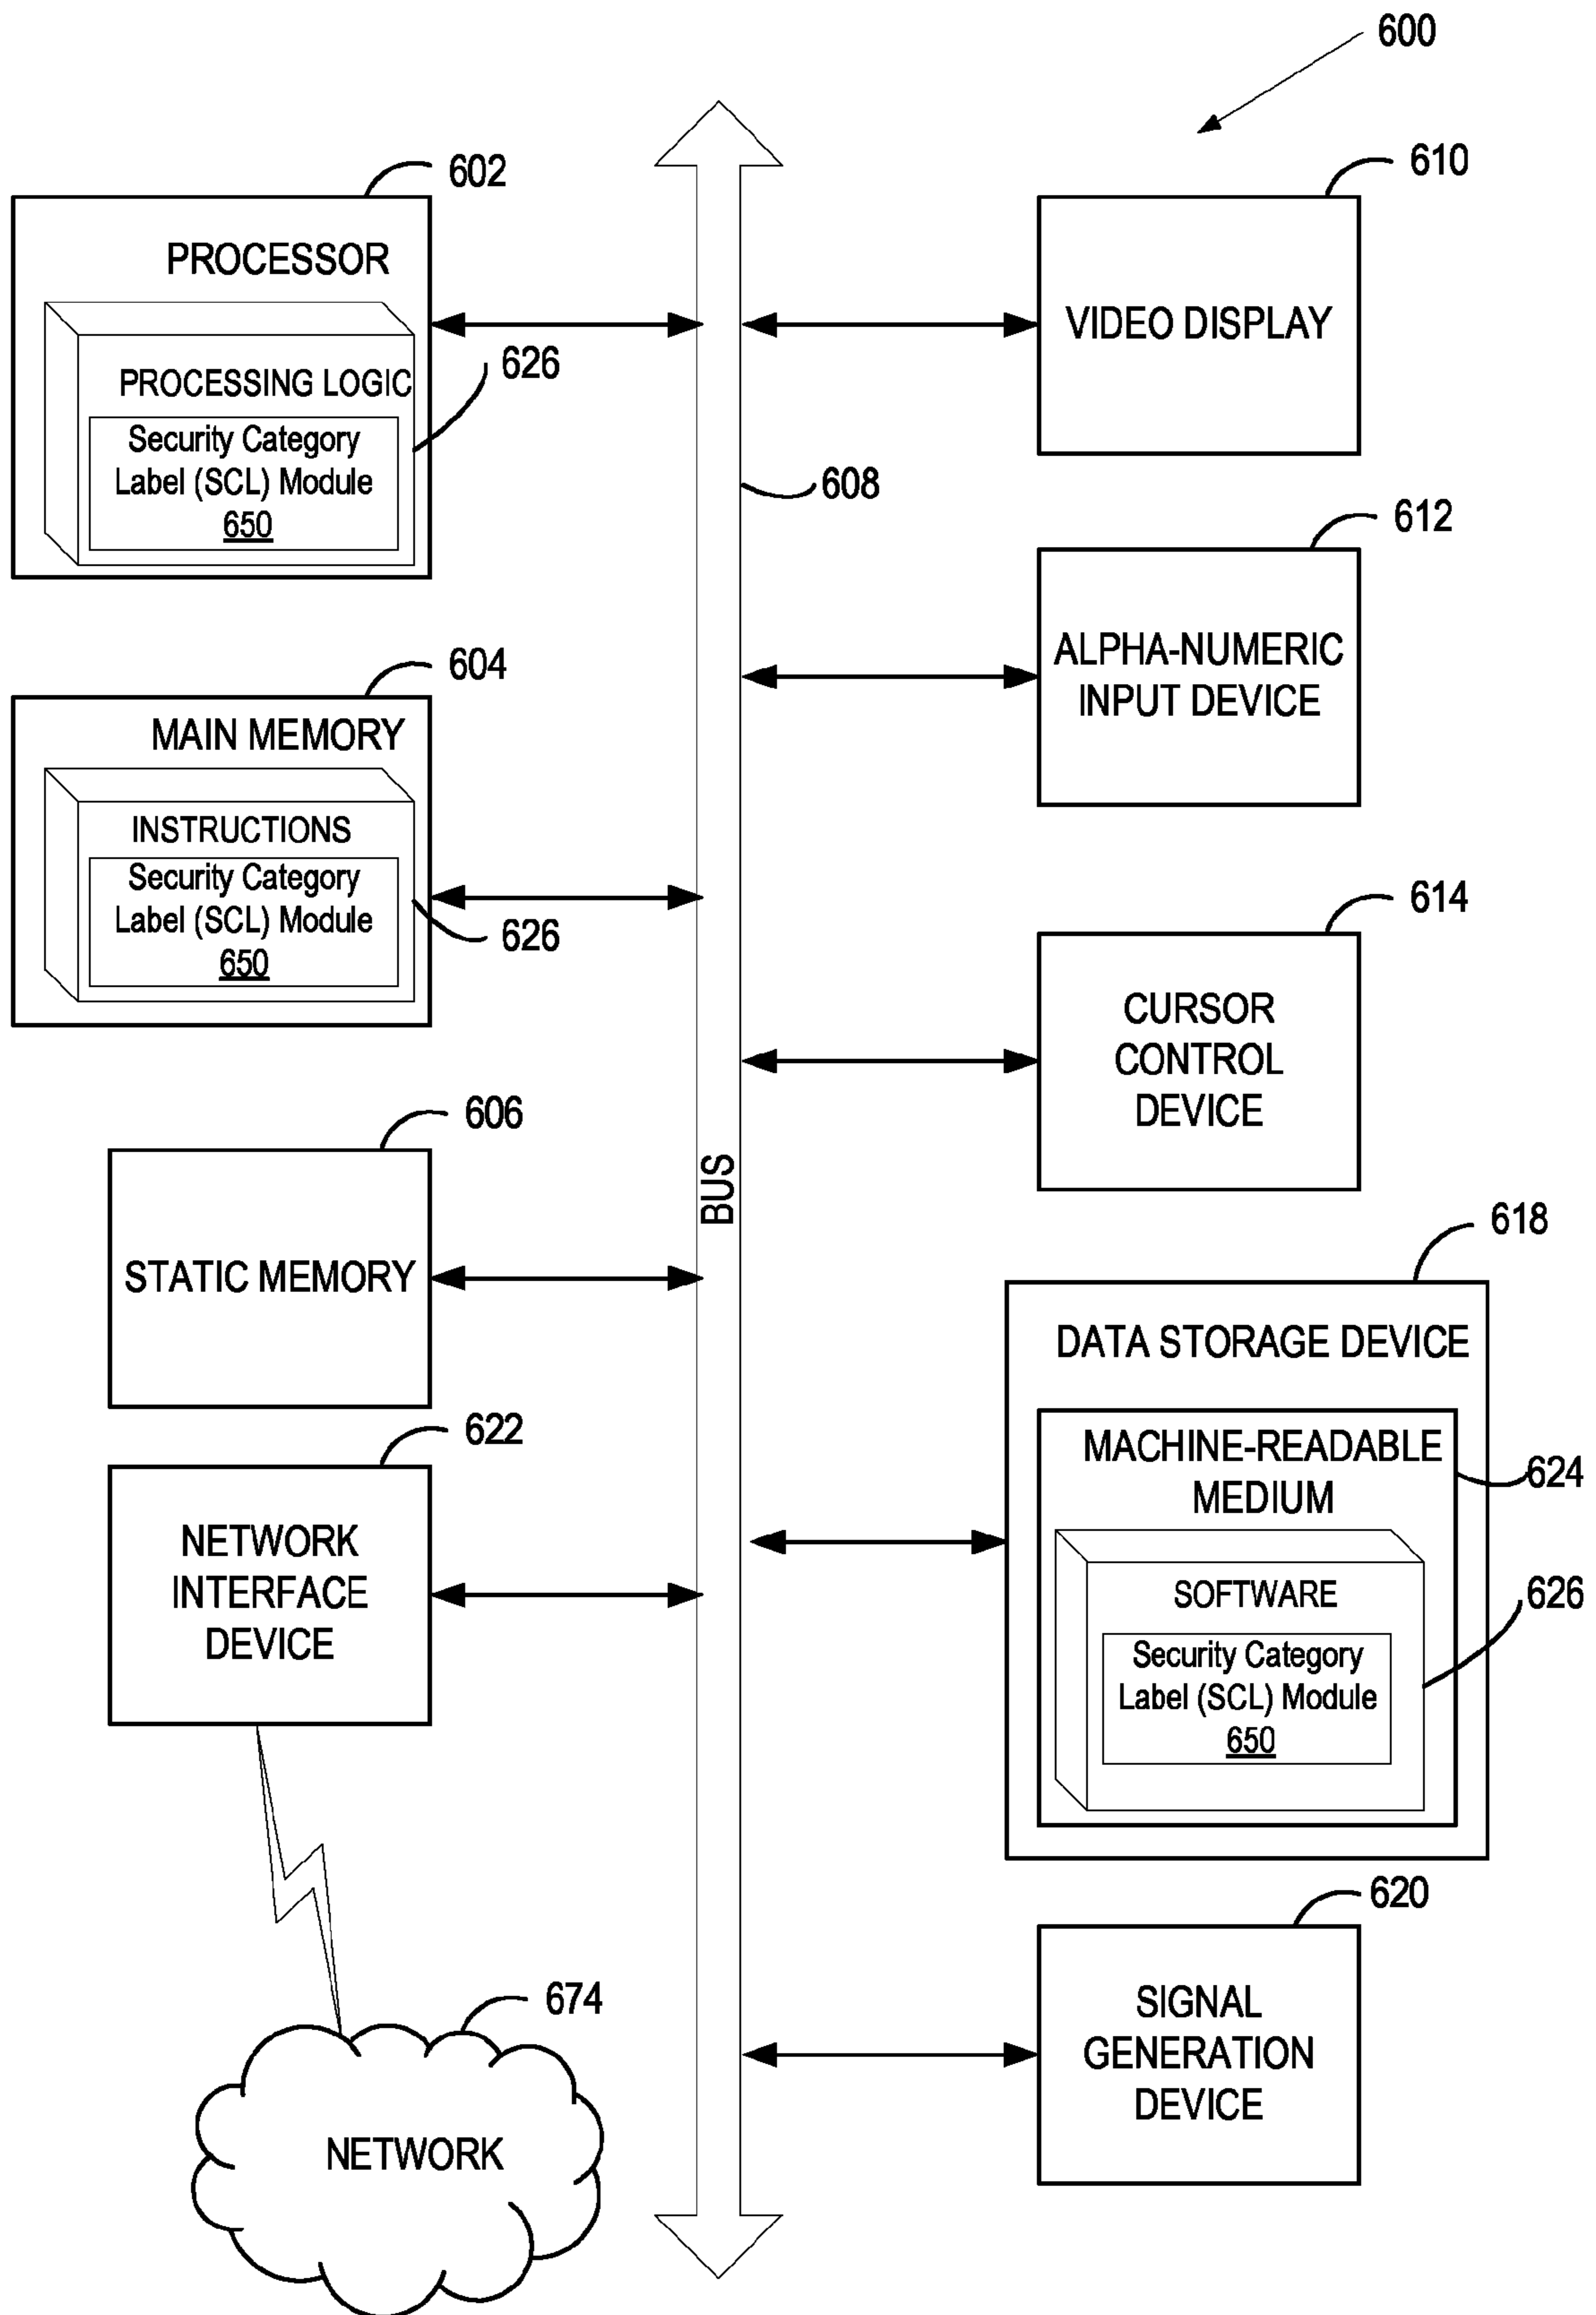 600
602
PROCESSOR
PROCESSING LOGIC
626
Security Category
Label (SCL) Module
650
604
MAIN MEMORY
INSTRUCTIONS
Security Category
Label (SCL) Module
650
626
606
STATIC MEMORY
622
NETWORK
INTERFACE
DEVICE
674
NETWORK
608
BUS
610
VIDEO DISPLAY
612
ALPHA-NUMERIC
INPUT DEVICE
614
CURSOR
CONTROL
DEVICE
618
DATA STORAGE DEVICE
MACHINE-READABLE
MEDIUM
624
SOFTWARE
626
Security Category
Label (SCL) Module
650
620
SIGNAL
GENERATION
DEVICE